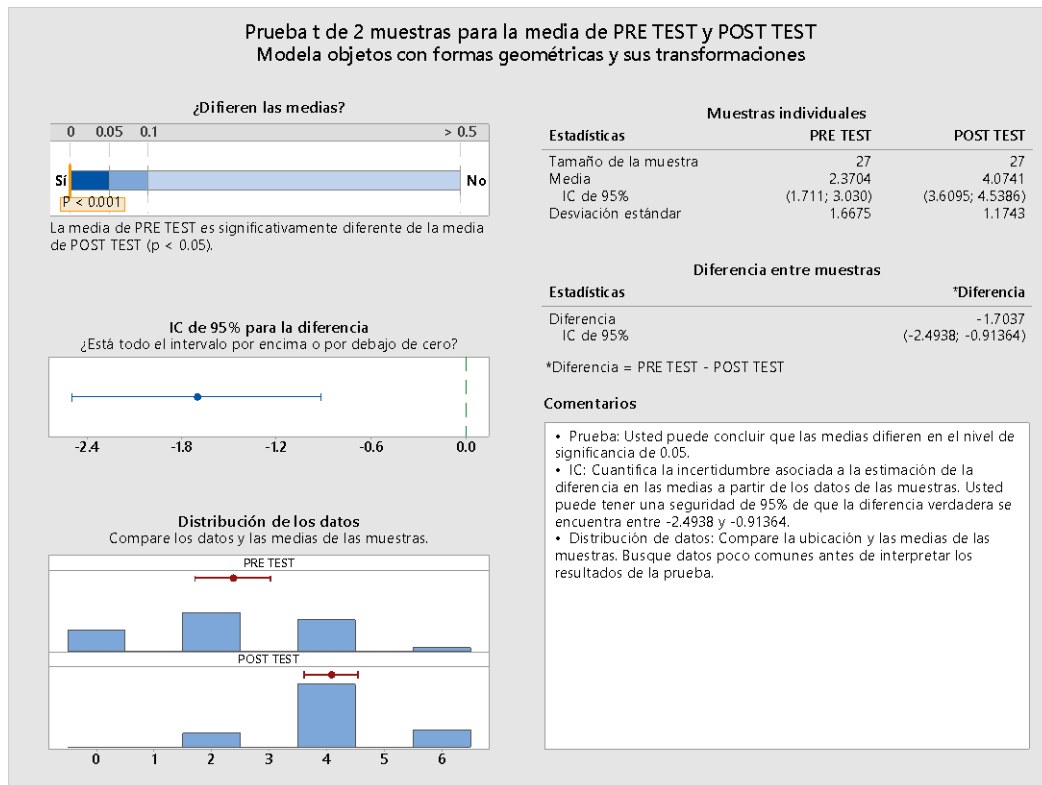 Prueba t de 2 muestras para la media de PRE TEST y POST TEST
Modela objetos con formas geométricas y sus transformaciones
¿Difieren las medias?
0 0.05 0.1 > 0.5
Sí No
P < 0.001
La media de PRE TEST es significativamente diferente de la media
de POST TEST (p < 0.05).
IC de 95% para la diferencia
¿Está todo el intervalo por encima o por debajo de cero?
-2.4 -1.8 -1.2 -0.6 0.0
Distribución de los datos
Compare los datos y las medias de las muestras.
PRE TEST
POST TEST
0 1 2 3 4 5 6
Muestras individuales
Estadísticas PRE TEST POST TEST
Tamaño de la muestra 27 27
Media 2.3704 4.0741
IC de 95% (1.711; 3.030) (3.6095; 4.5386)
Desviación estándar 1.6675 1.1743
Diferencia entre muestras
Estadísticas *Diferencia
Diferencia -1.7037
IC de 95% (-2.4938; -0.91364)
*Diferencia = PRE TEST - POST TEST
Comentarios
• Prueba: Usted puede concluir que las medias difieren en el nivel de
significancia de 0.05.
• IC: Cuantifica la incertidumbre asociada a la estimación de la
diferencia en las medias a partir de los datos de las muestras. Usted
puede tener una seguridad de 95% de que la diferencia verdadera se
encuentra entre -2.4938 y -0.91364.
• Distribución de datos: Compare la ubicación y las medias de las
muestras. Busque datos poco comunes antes de interpretar los
resultados de la prueba.